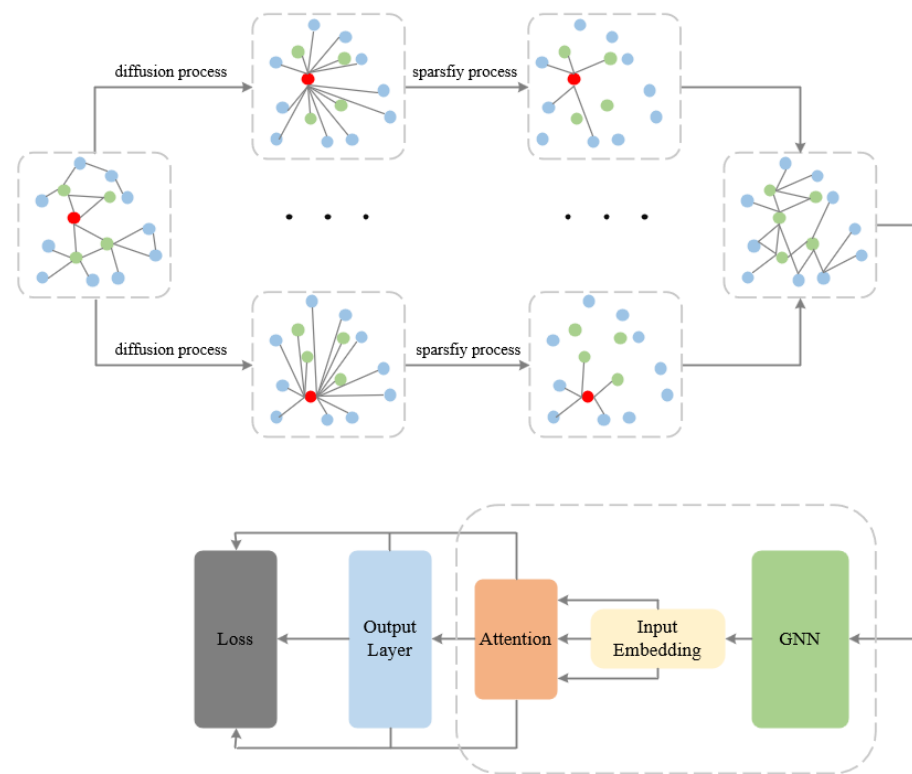 diffusion process
sparsfiy process
diffusion process
sparsfiy process
Loss
Output
Layer
Attention
Input
Embedding
GNN